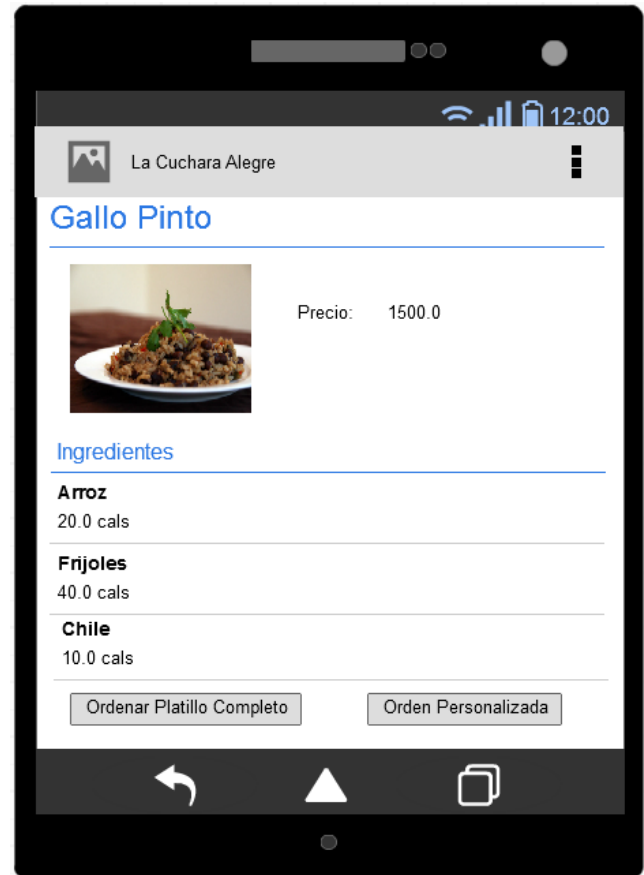 12:00
La Cuchara Alegre
Gallo Pinto
Precio: 1500.0
Ingredientes
Arroz
20.0 cals
Frijoles
40.0 cals
Chile
10.0 cals
Ordenar Platillo Completo Orden Personalizada